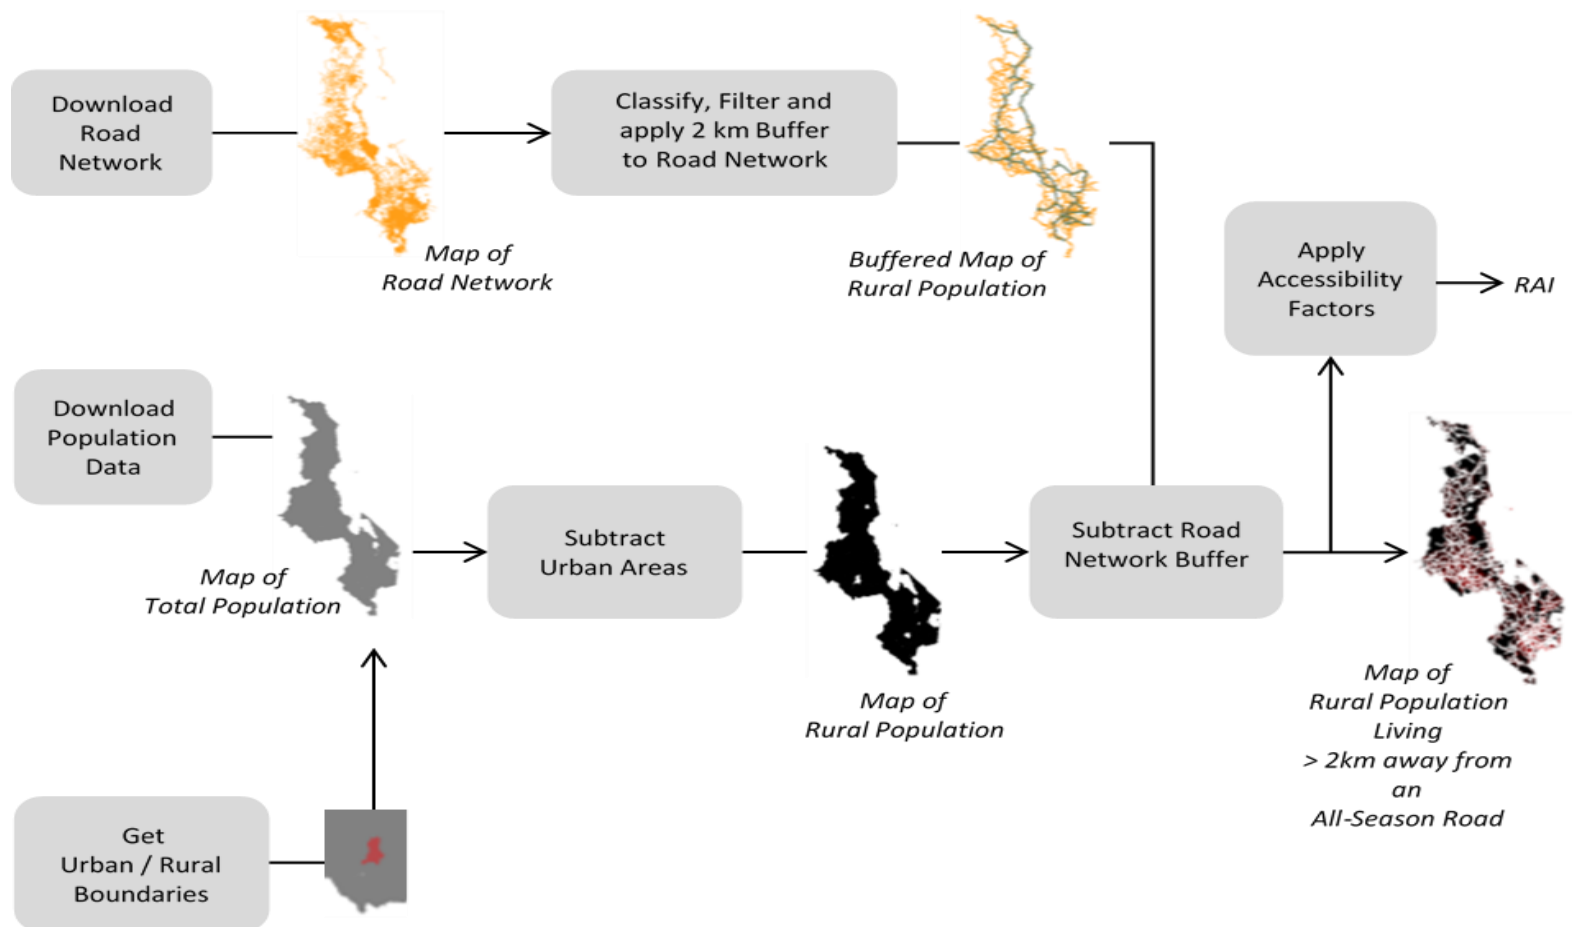 Download
Road
Network
Map of
Road Network
Classify, Filter and
apply 2 km Buffer
to Road Network
Buffered Map of
Rural Population
Apply
Accessibility
Factors
RAI
Download
Population
Data
Map of
Total Population
Subtract
Urban Areas
Map of
Rural Population
Subtract Road
Network Buffer
Map of
Rural Population
Living
> 2km away from
an
All-Season Road
Get
Urban / Rural
Boundaries